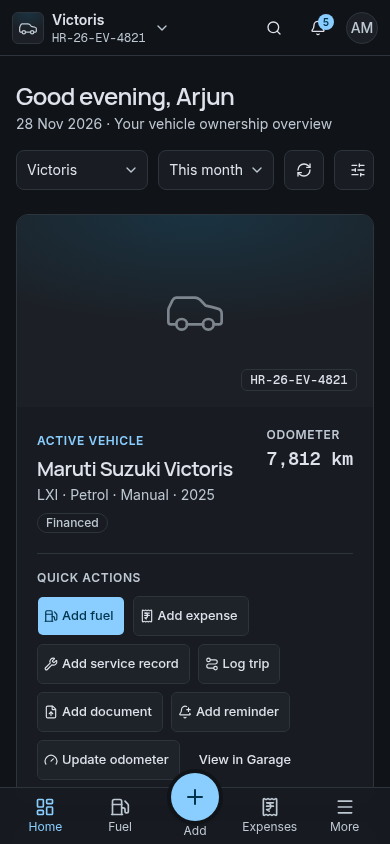 Victoris
HR-26-EV-4821
5
AM
Good evening, Arjun
28 Nov 2026 · Your vehicle ownership overview
Victoris
This month
HR-26-EV-4821
ACTIVE VEHICLE
Maruti Suzuki Victoris
LXI · Petrol · Manual · 2025
Financed
ODOMETER
7,812 km
QUICK ACTIONS
Add fuel
Add expense
Add service record
Log trip
Add document
Add reminder
Update odometer
View in Garage
Home
Fuel
Add
Expenses
More